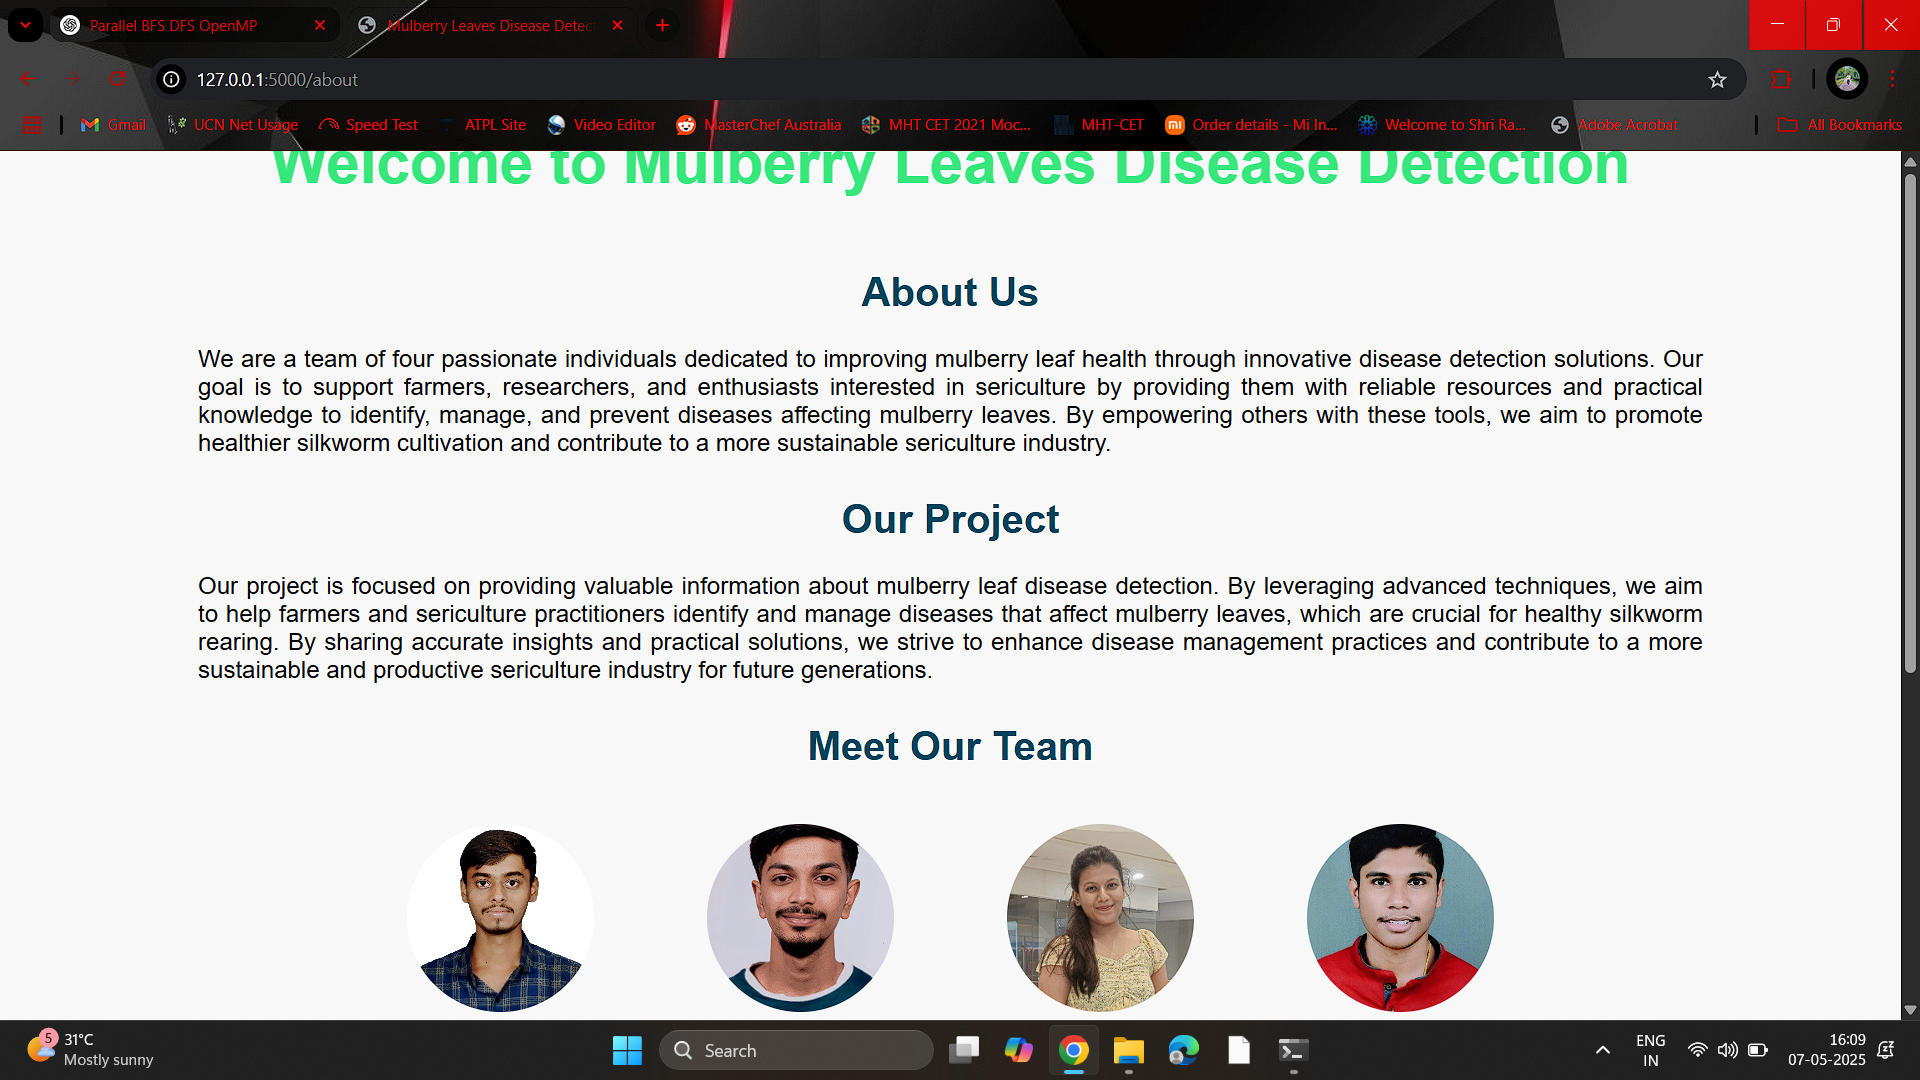 Parallel BFS DFS OpenMP
Mulberry Leaves Disease Detect
127.0.0.1:5000/about
Gmail
UCN Net Usage
Speed Test
ATPL Site
Video Editor
MasterChef Australia
MHT CET 2021 Moc...
MHT-CET
Order details - Mi In...
Welcome to Shri Ra...
Adobe Acrobat
All Bookmarks
Welcome to Mulberry Leaves Disease Detection
About Us
We are a team of four passionate individuals dedicated to improving mulberry leaf health through innovative disease detection solutions. Our
goal is to support farmers, researchers, and enthusiasts interested in sericulture by providing them with reliable resources and practical
knowledge to identify, manage, and prevent diseases affecting mulberry leaves. By empowering others with these tools, we aim to promote
healthier silkworm cultivation and contribute to a more sustainable sericulture industry.
Our Project
Our project is focused on providing valuable information about mulberry leaf disease detection. By leveraging advanced techniques, we aim
to help farmers and sericulture practitioners identify and manage diseases that affect mulberry leaves, which are crucial for healthy silkworm
rearing. By sharing accurate insights and practical solutions, we strive to enhance disease management practices and contribute to a more
sustainable and productive sericulture industry for future generations.
Meet Our Team
5
31°C
Mostly sunny
Search
ENG
IN
16:09
07-05-2025